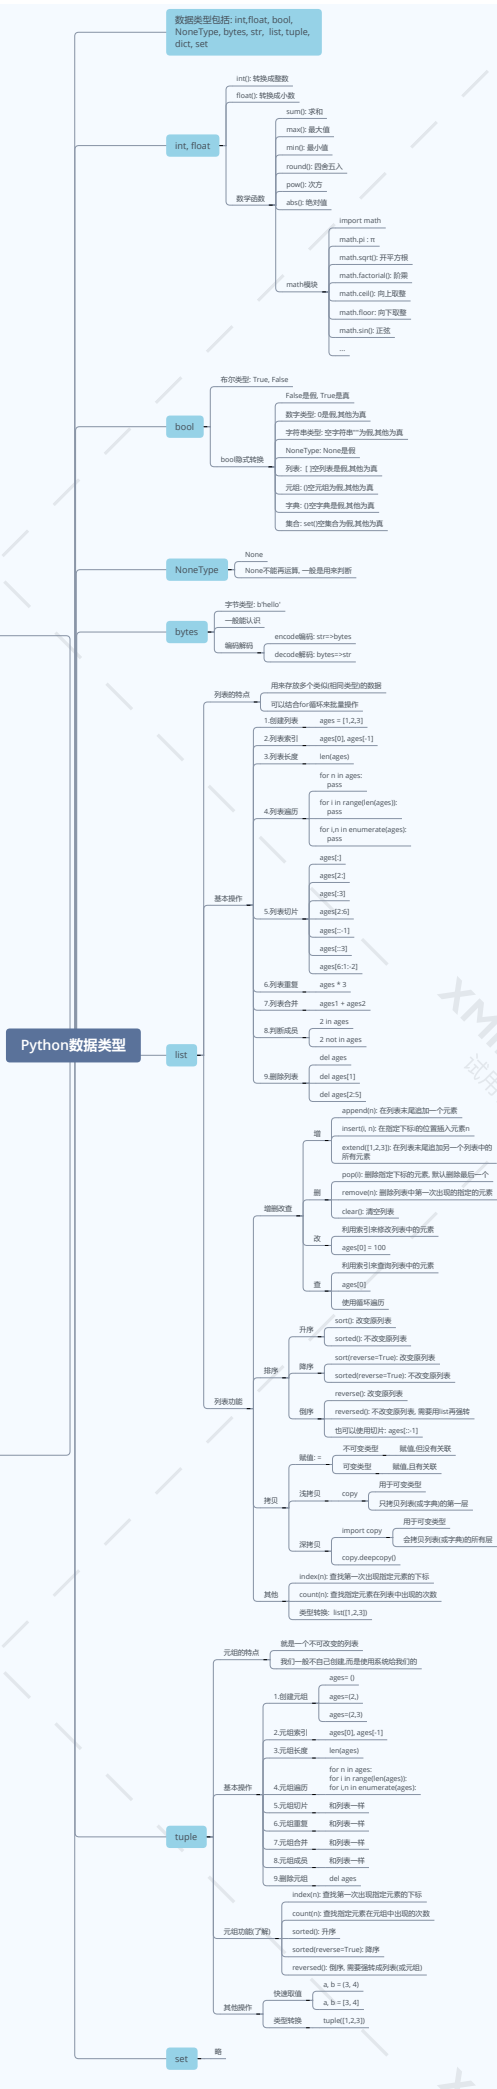 数据类型包括: int,float, bool,
NoneType, bytes, str, list, tuple,
dict, set
int, float
int(): 转换成整数
float(): 转换成小数
数学函数
sum(): 求和
max(): 最大值
min(): 最小值
round(): 四舍五入
pow(): 次方
abs(): 绝对值
math模块
import math
math.pi : π
math.sqrt(): 开平方根
math.factorial(): 阶乘
math.ceil(): 向上取整
math.floor: 向下取整
math.sin(): 正弦
...
bool
布尔类型: True, False
bool隐式转换
False是假, True是真
数字类型: 0是假,其他为真
字符串类型: 空字符串""为假,其他为真
NoneType: None是假
列表: [ ]空列表是假,其他为真
元组: ()空元组为假,其他为真
字典: {}空字典是假,其他为真
集合: set()空集合为假,其他为真
NoneType
None
None不能再运算, 一般是用来判断
bytes
字节类型: b'hello'
一般能认识
编码解码
encode编码: str=>bytes
decode解码: bytes=>str
Python数据类型
list
列表的特点
用来存放多个类似(相同类型)的数据
可以结合for循环来批量操作
基本操作
1.创建列表
ages = [1,2,3]
2.列表索引
ages[0], ages[-1]
3.列表长度
len(ages)
4.列表遍历
for n in ages:
pass
for i in range(len(ages)):
pass
for i,n in enumerate(ages):
pass
5.列表切片
ages[:]
ages[2:]
ages[:3]
ages[2:6]
ages[::-1]
ages[::3]
ages[6:1:-2]
6.列表重复
ages * 3
7.列表合并
ages1 + ages2
8.判断成员
2 in ages
2 not in ages
9.删除列表
del ages
del ages[1]
del ages[2:5]
列表功能
增删改查
增
append(n): 在列表末尾追加一个元素
insert(i, n): 在指定下标i的位置插入元素n
extend([1,2,3]): 在列表末尾追加另一个列表中的
所有元素
删
pop(i): 删除指定下标的元素, 默认删除最后一个
remove(n): 删除列表中第一次出现的指定的元素
clear(): 清空列表
改
利用索引来修改列表中的元素
ages[0] = 100
查
利用索引来查询列表中的元素
ages[0]
使用循环遍历
排序
升序
sort(): 改变原列表
sorted(): 不改变原列表
降序
sort(reverse=True): 改变原列表
sorted(reverse=True): 不改变原列表
倒序
reverse(): 改变原列表
reversed(): 不改变原列表, 需要用list再强转
也可以使用切片: ages[::-1]
拷贝
赋值: =
不可变类型
赋值,但没有关联
可变类型
赋值,且有关联
浅拷贝
copy
用于可变类型
只拷贝列表(或字典)的第一层
深拷贝
import copy
用于可变类型
会拷贝列表(或字典)的所有层
copy.deepcopy()
其他
index(n): 查找第一次出现指定元素的下标
count(n): 查找指定元素在列表中出现的次数
类型转换: list([1,2,3])
tuple
元组的特点
就是一个不可改变的列表
我们一般不自己创建,而是使用系统给我们的
基本操作
1.创建元组
ages= ()
ages=(2,)
ages=(2,3)
2.元组索引
ages[0], ages[-1]
3.元组长度
len(ages)
4.元组遍历
for n in ages:
for i in range(len(ages)):
for i,n in enumerate(ages):
5.元组切片
和列表一样
6.元组重复
和列表一样
7.元组合并
和列表一样
8.元组成员
和列表一样
9.删除元组
del ages
元组功能(了解)
index(n): 查找第一次出现指定元素的下标
count(n): 查找指定元素在元组中出现的次数
sorted(): 升序
sorted(reverse=True): 降序
reversed(): 倒序, 需要强转成列表(或元组)
其他操作
快速取值
a, b = (3, 4)
a, b = [3, 4]
类型转换
tuple([1,2,3])
set
略
试用